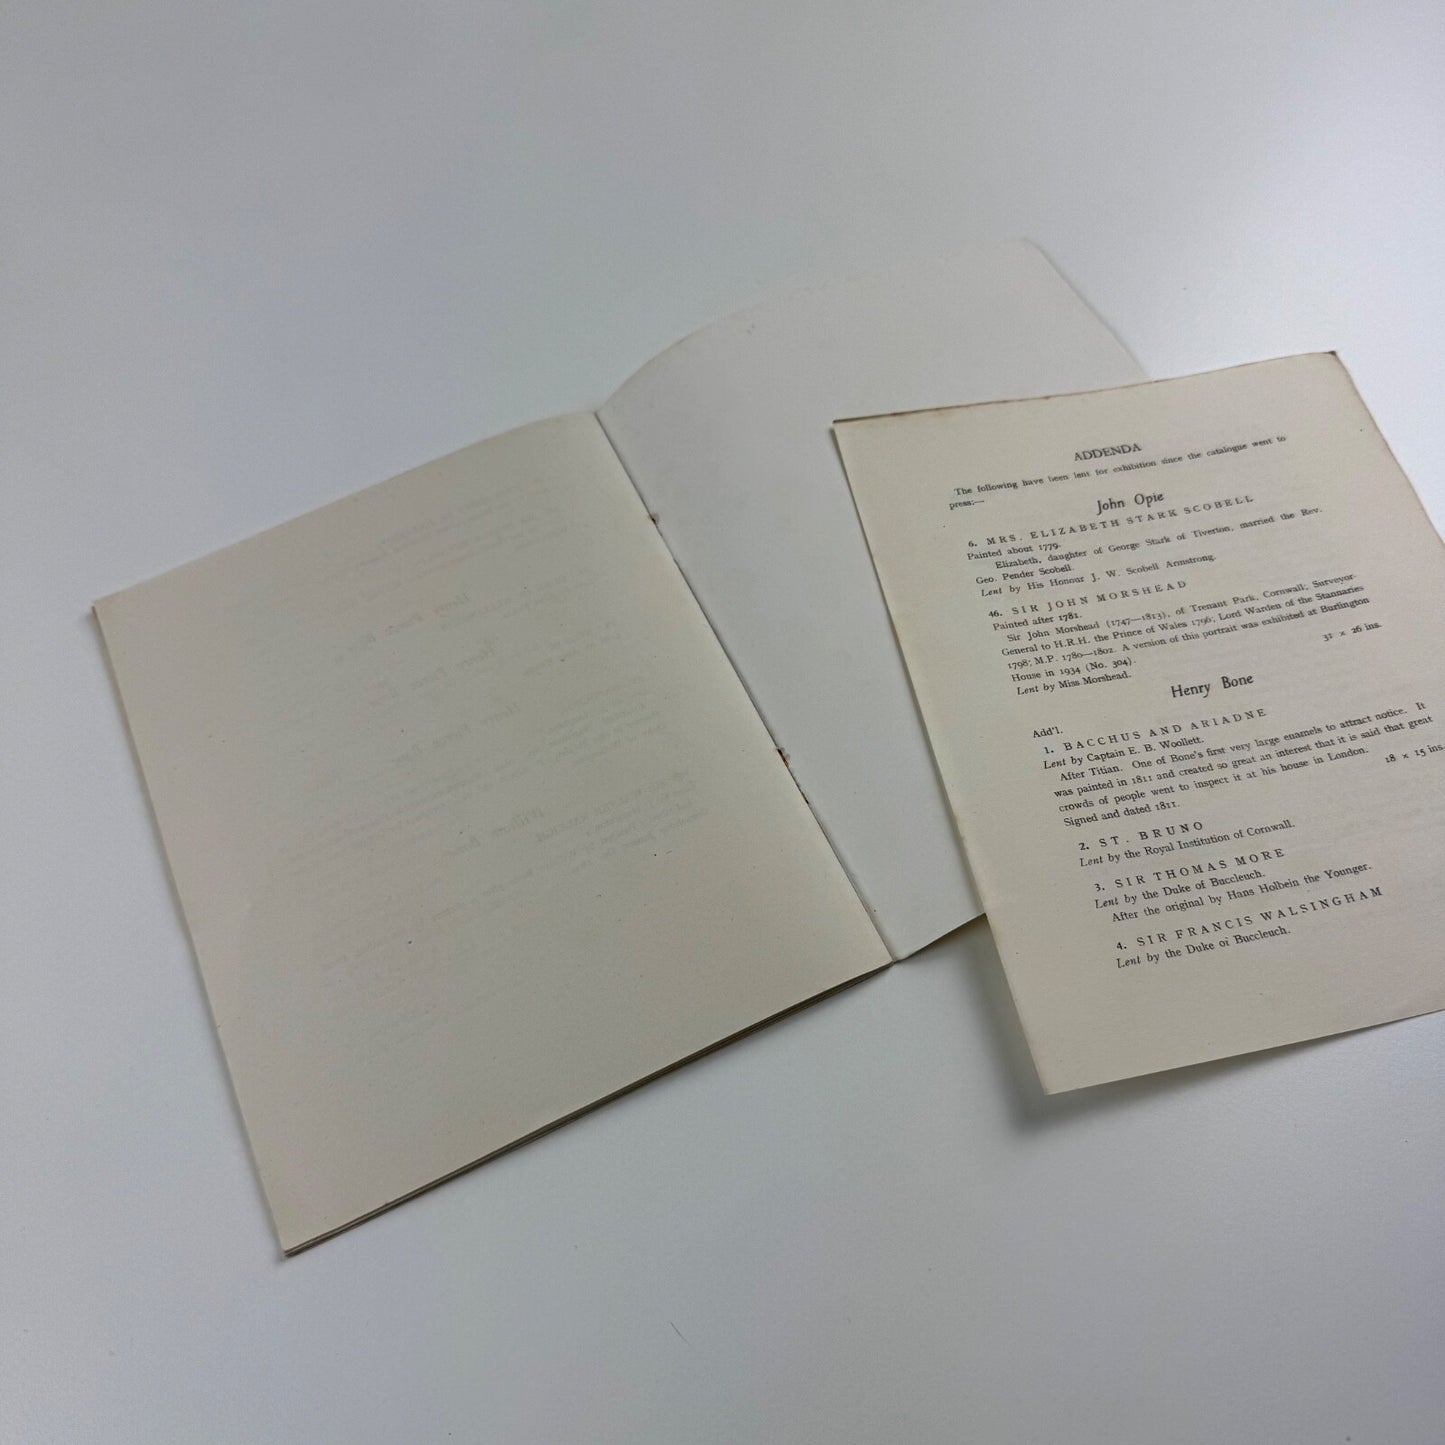 ADDENDA
The following have been lent for exhibition since the catalogue went to
press:—
John Opie
6. MRS. ELIZABETH STARK SCOBELL
Painted about 1779.
Elizabeth, daughter of George Stark of Tiverton, married the Rev.
Geo. Pender Scobell.
Lent by His Honour J. W. Scobell Armstrong.
46. SIR JOHN MORSHEAD
Painted after 1781.
Sir John Morshead (1747—1813), of Trenant Park, Cornwall; Surveyor-
General to H.R.H. the Prince of Wales 1796; Lord Warden of the Stannaries
1798; M.P. 1780—1802. A version of this portrait was exhibited at Burlington
House in 1934 (No. 304).
31 × 26 ins.
Lent by Miss Morshead.
Henry Bone
Add'l.
1. BACCHUS AND ARIADNE
Lent by Captain E. B. Woollett.
After Titian. One of Bone's first very large enamels to attract notice. It
was painted in 1811 and created so great an interest that it is said that great
crowds of people went to inspect it at his house in London.
Signed and dated 1811.
18 × 15 ins.
2. ST. BRUNO
Lent by the Royal Institution of Cornwall.
3. SIR THOMAS MORE
Lent by the Duke of Buccleuch.
After the original by Hans Holbein the Younger.
4. SIR FRANCIS WALSINGHAM
Lent by the Duke of Buccleuch.